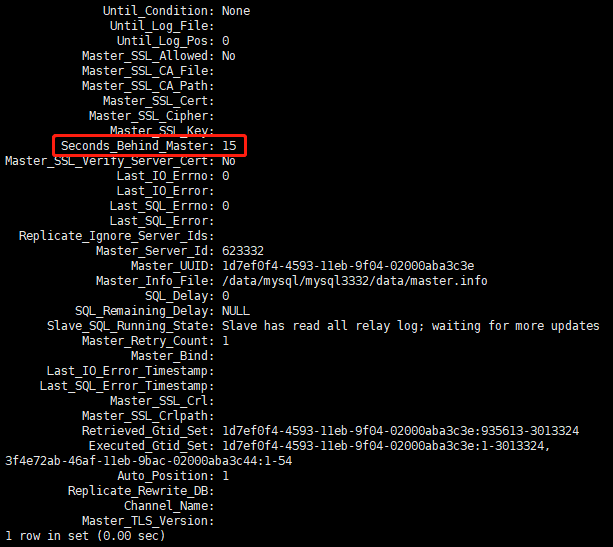 Until_Condition: None
Until_Log_File:
Until_Log_Pos: 0
Master_SSL_Allowed: No
Master_SSL_CA_File:
Master_SSL_CA_Path:
Master_SSL_Cert:
Master_SSL_Cipher:
Master_SSL_Key:
Seconds_Behind_Master: 15
Master_SSL_Verify_Server_Cert: No
Last_IO_Errno: 0
Last_IO_Error:
Last_SQL_Errno: 0
Last_SQL_Error:
Replicate_Ignore_Server_Ids:
Master_Server_Id: 623332
Master_UUID: 1d7ef0f4-4593-11eb-9f04-02000aba3c3e
Master_Info_File: /data/mysql/mysql3332/data/master.info
SQL_Delay: 0
SQL_Remaining_Delay: NULL
Slave_SQL_Running_State: Slave has read all relay log; waiting for more updates
Master_Retry_Count: 1
Master_Bind:
Last_IO_Error_Timestamp:
Last_SQL_Error_Timestamp:
Master_SSL_Crl:
Master_SSL_Crlpath:
Retrieved_Gtid_Set: 1d7ef0f4-4593-11eb-9f04-02000aba3c3e:935613-3013324
Executed_Gtid_Set: 1d7ef0f4-4593-11eb-9f04-02000aba3c3e:1-3013324,
3f4e72ab-46af-11eb-9bac-02000aba3c44:1-54
Auto_Position: 1
Replicate_Rewrite_DB:
Channel_Name:
Master_TLS_Version:
1 row in set (0.00 sec)